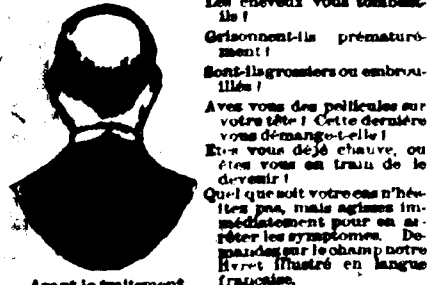 Les cheveux vous tombent-
ils ?
Grisonnent-ils prématuré-
ment ?
Sont-ils grossiers ou embrou-
illés ?
Avez vous des pellicules sur
votre tête ? Cette dernière
vous démange-t-elle ?
Etes vous déjé chauve, ou
êtes vous en train de le
devenir ?
Quel que soit votre cas n'hés-
itez pas, mais agissez im-
médiatement pour en ar-
rêter les symptomes. De-
mandez sur le champ notre
livret illustré en langue
française.
Avant le traitement